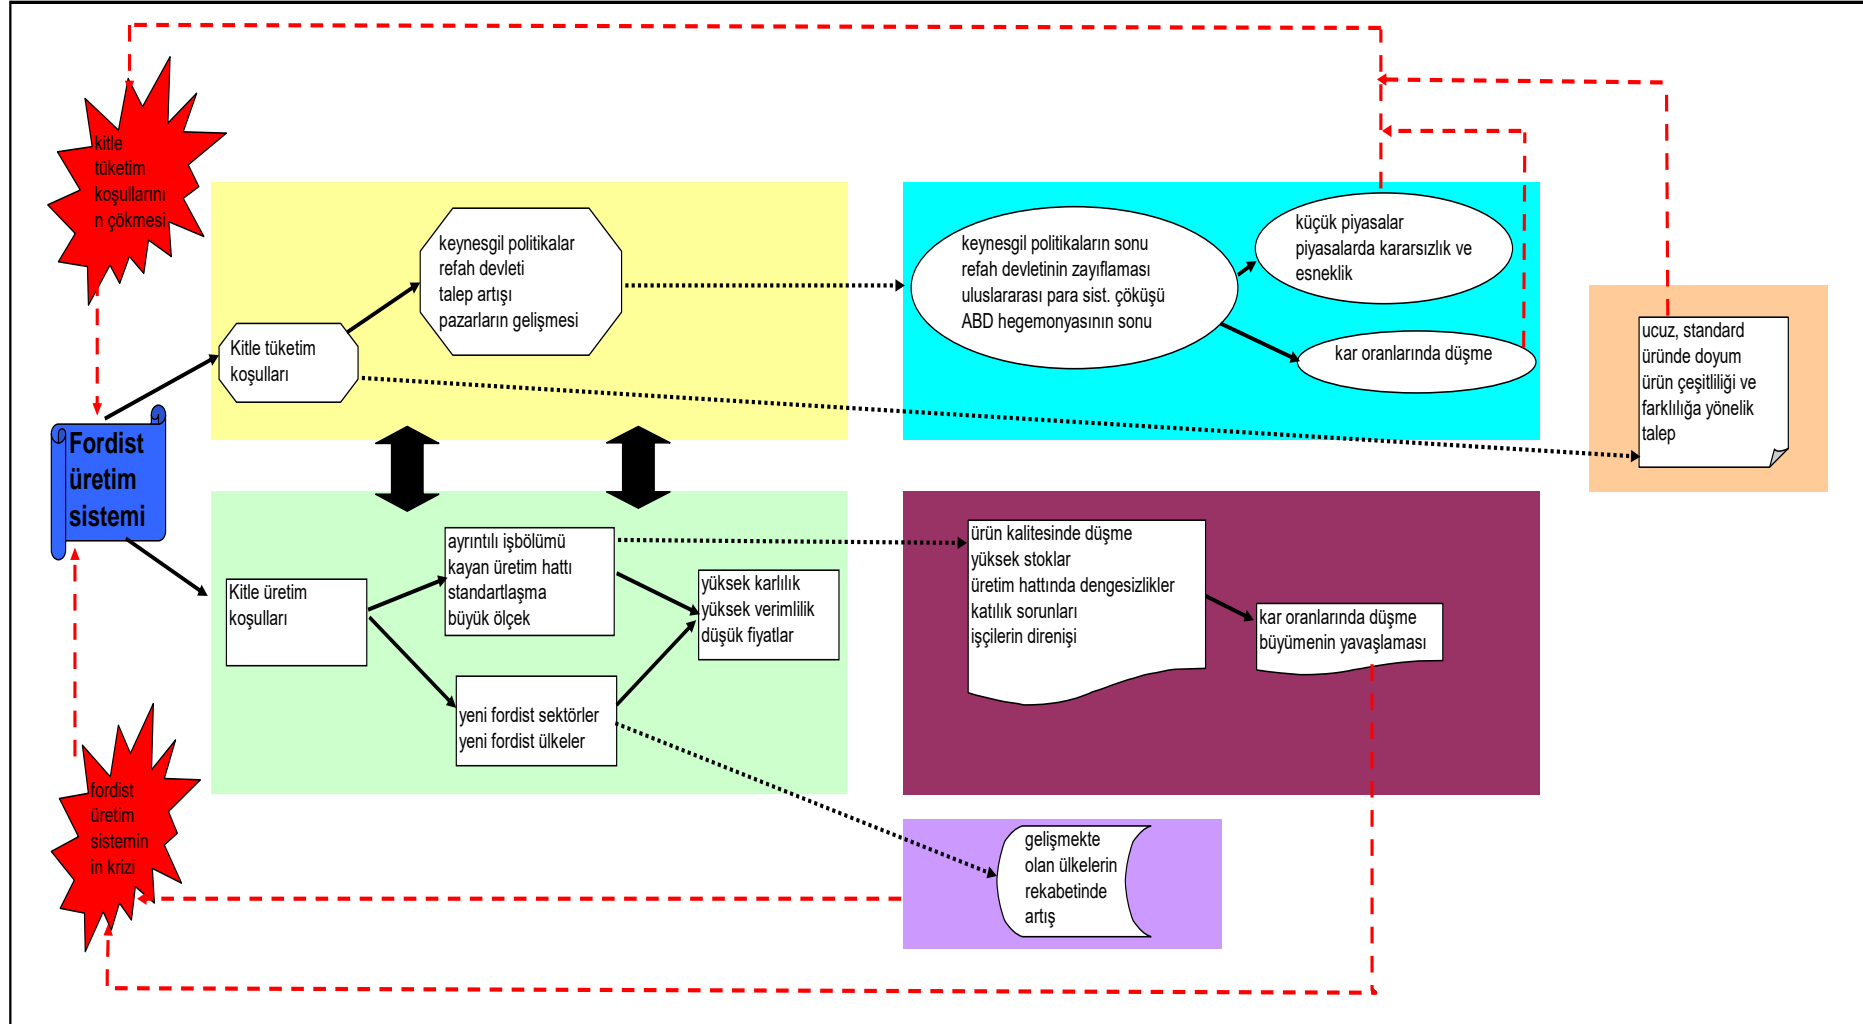 kitle
tüketim
koşullarını
n çökmesi
keynesgil politikalar
refah devleti
talep artışı
pazarların gelişmesi
Kitle tüketim
koşulları
keynesgil politikaların sonu
refah devletinin zayıflaması
uluslararası para sist. çöküşü
ABD hegemonyasının sonu
küçük piyasalar
piyasalarda kararsızlık ve
esneklik
kar oranlarında düşme
ucuz, standard
üründe doyum
ürün çeşitliliği ve
farklılığa yönelik
talep
Fordist
üretim
sistemi
Kitle üretim
koşulları
ayrıntılı işbölümü
kayan üretim hattı
standartlaşma
büyük ölçek
yüksek karlılık
yüksek verimlilik
düşük fiyatlar
yeni fordist sektörler
yeni fordist ülkeler
ürün kalitesinde düşme
yüksek stoklar
üretim hattında dengesizlikler
katılık sorunları
işçilerin direnişi
kar oranlarında düşme
büyümenin yavaşlaması
fordist
üretim
sistemin
in krizi
gelişmekte
olan ülkelerin
rekabetinde
artış